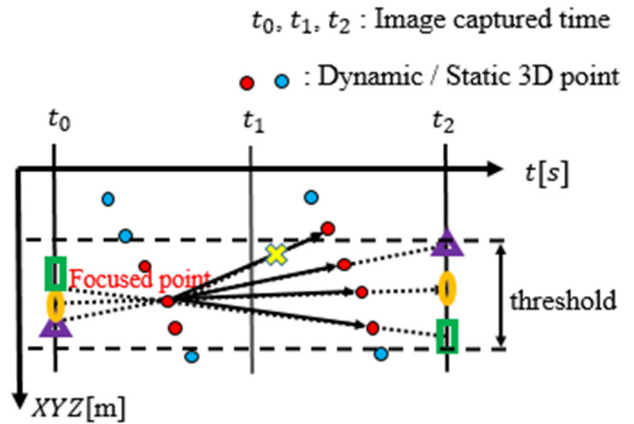 t₀, t₁, t₂ : Image captured time
: Dynamic / Static 3D point
t₀ t₁ t₂
t[s]
Focused point
threshold
XYZ[m]